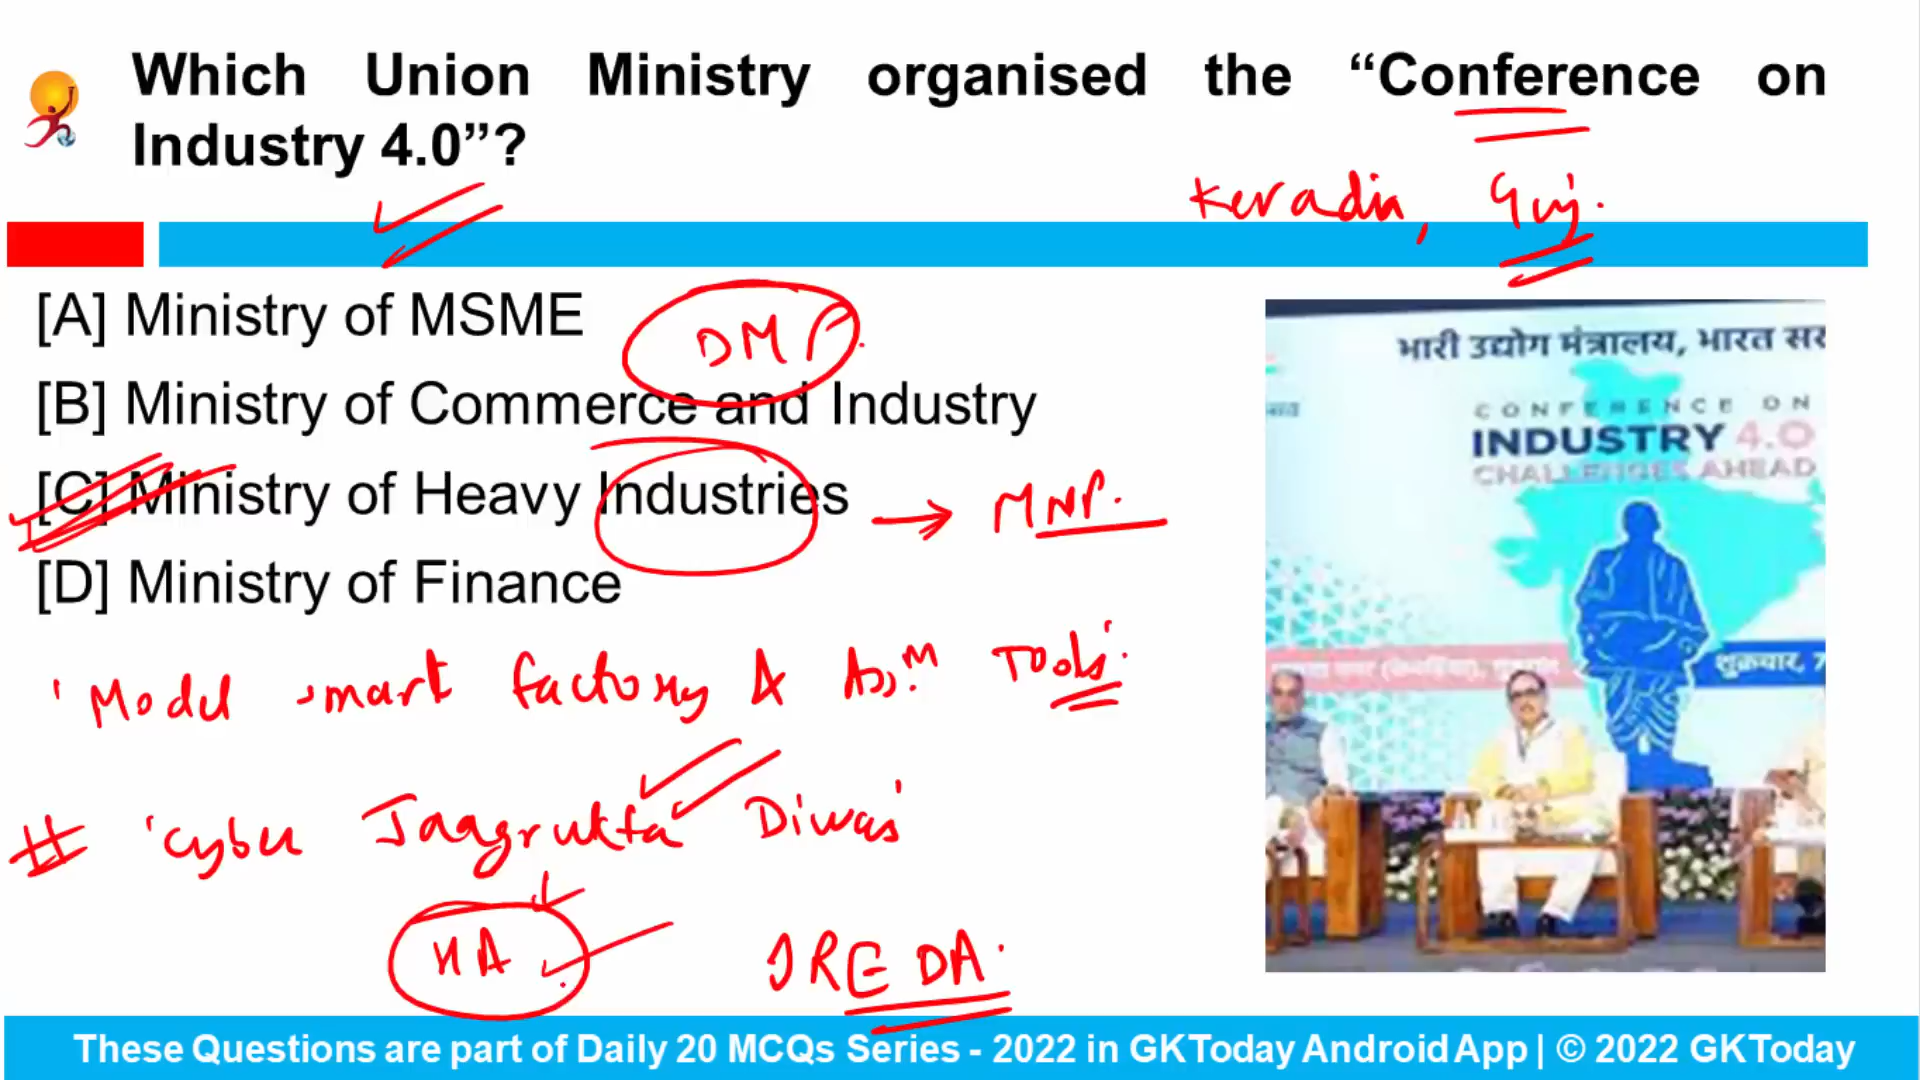 Which Union Ministry organised the “Conference on
Industry 4.0”?
Keradia, Guj.
[A] Ministry of MSME
DMF.
[B] Ministry of Commerce and Industry
[C] Ministry of Heavy Industries
→ MNP.
[D] Ministry of Finance
'Model smart factory & Ass.M Tools'
# 'Cyber Jaagrukta Diwas'
HA.
IREDA.
भारी उद्योग मंत्रालय, भारत सर
CONFERENCE ON
INDUSTRY 4.0
CHALLENGES AHEAD
शुक्रवार, 7
These Questions are part of Daily 20 MCQs Series - 2022 in GKToday Android App | © 2022 GKToday